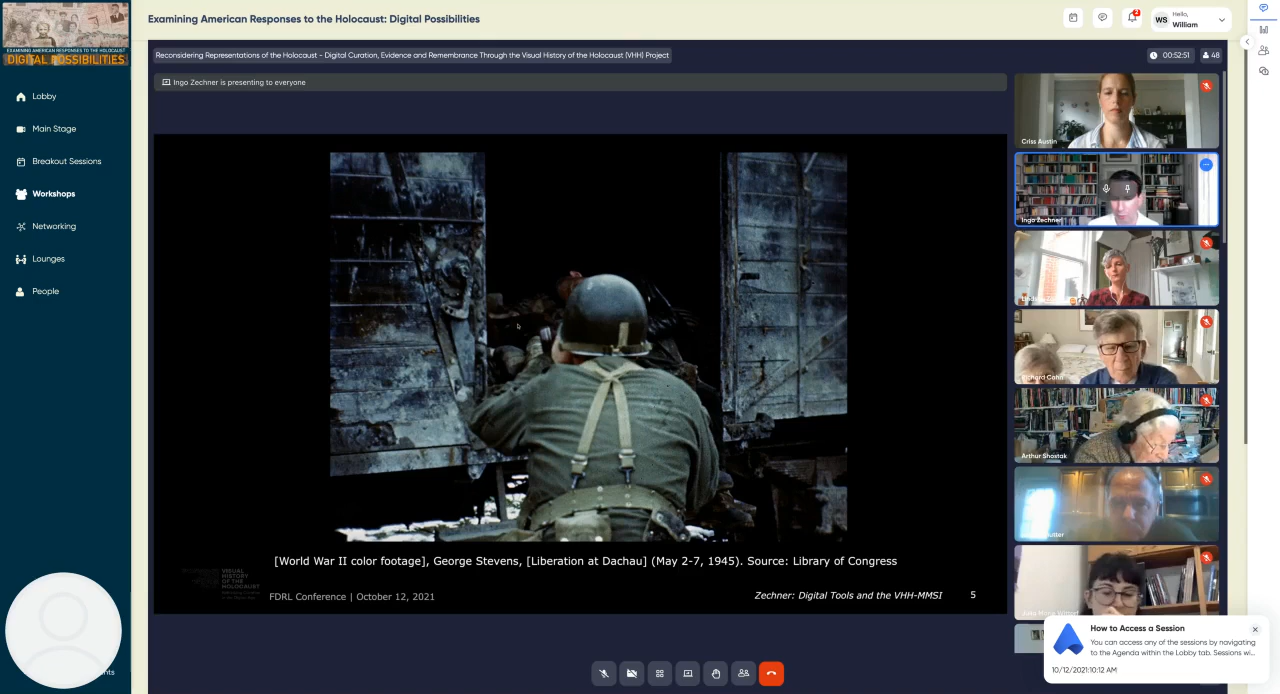 EXAMINING AMERICAN RESPONSES TO THE HOLOCAUST
DIGITAL POSSIBILITIES
Lobby
Main Stage
Breakout Sessions
Workshops
Networking
Lounges
People
nts
Examining American Responses to the Holocaust: Digital Possibilities
2
WS
Hello,
William
Reconsidering Representations of the Holocaust - Digital Curation, Evidence and Remembrance Through the Visual History of the Holocaust (VHH) Project
00:52:51
48
Ingo Zechner is presenting to everyone
[World War II color footage], George Stevens, [Liberation at Dachau] (May 2-7, 1945). Source: Library of Congress
VISUAL
HISTORY
OF THE
HOLOCAUST
FDRL Conference | October 12, 2021
Zechner: Digital Tools and the VHH-MMSI
5
Criss Austin
Ingo Zechner
Richard Cohn
Arthur Shostak
How to Access a Session
You can access any of the sessions by navigating
to the Agenda within the Lobby tab. Sessions wi...
10/12/2021:10:12 AM